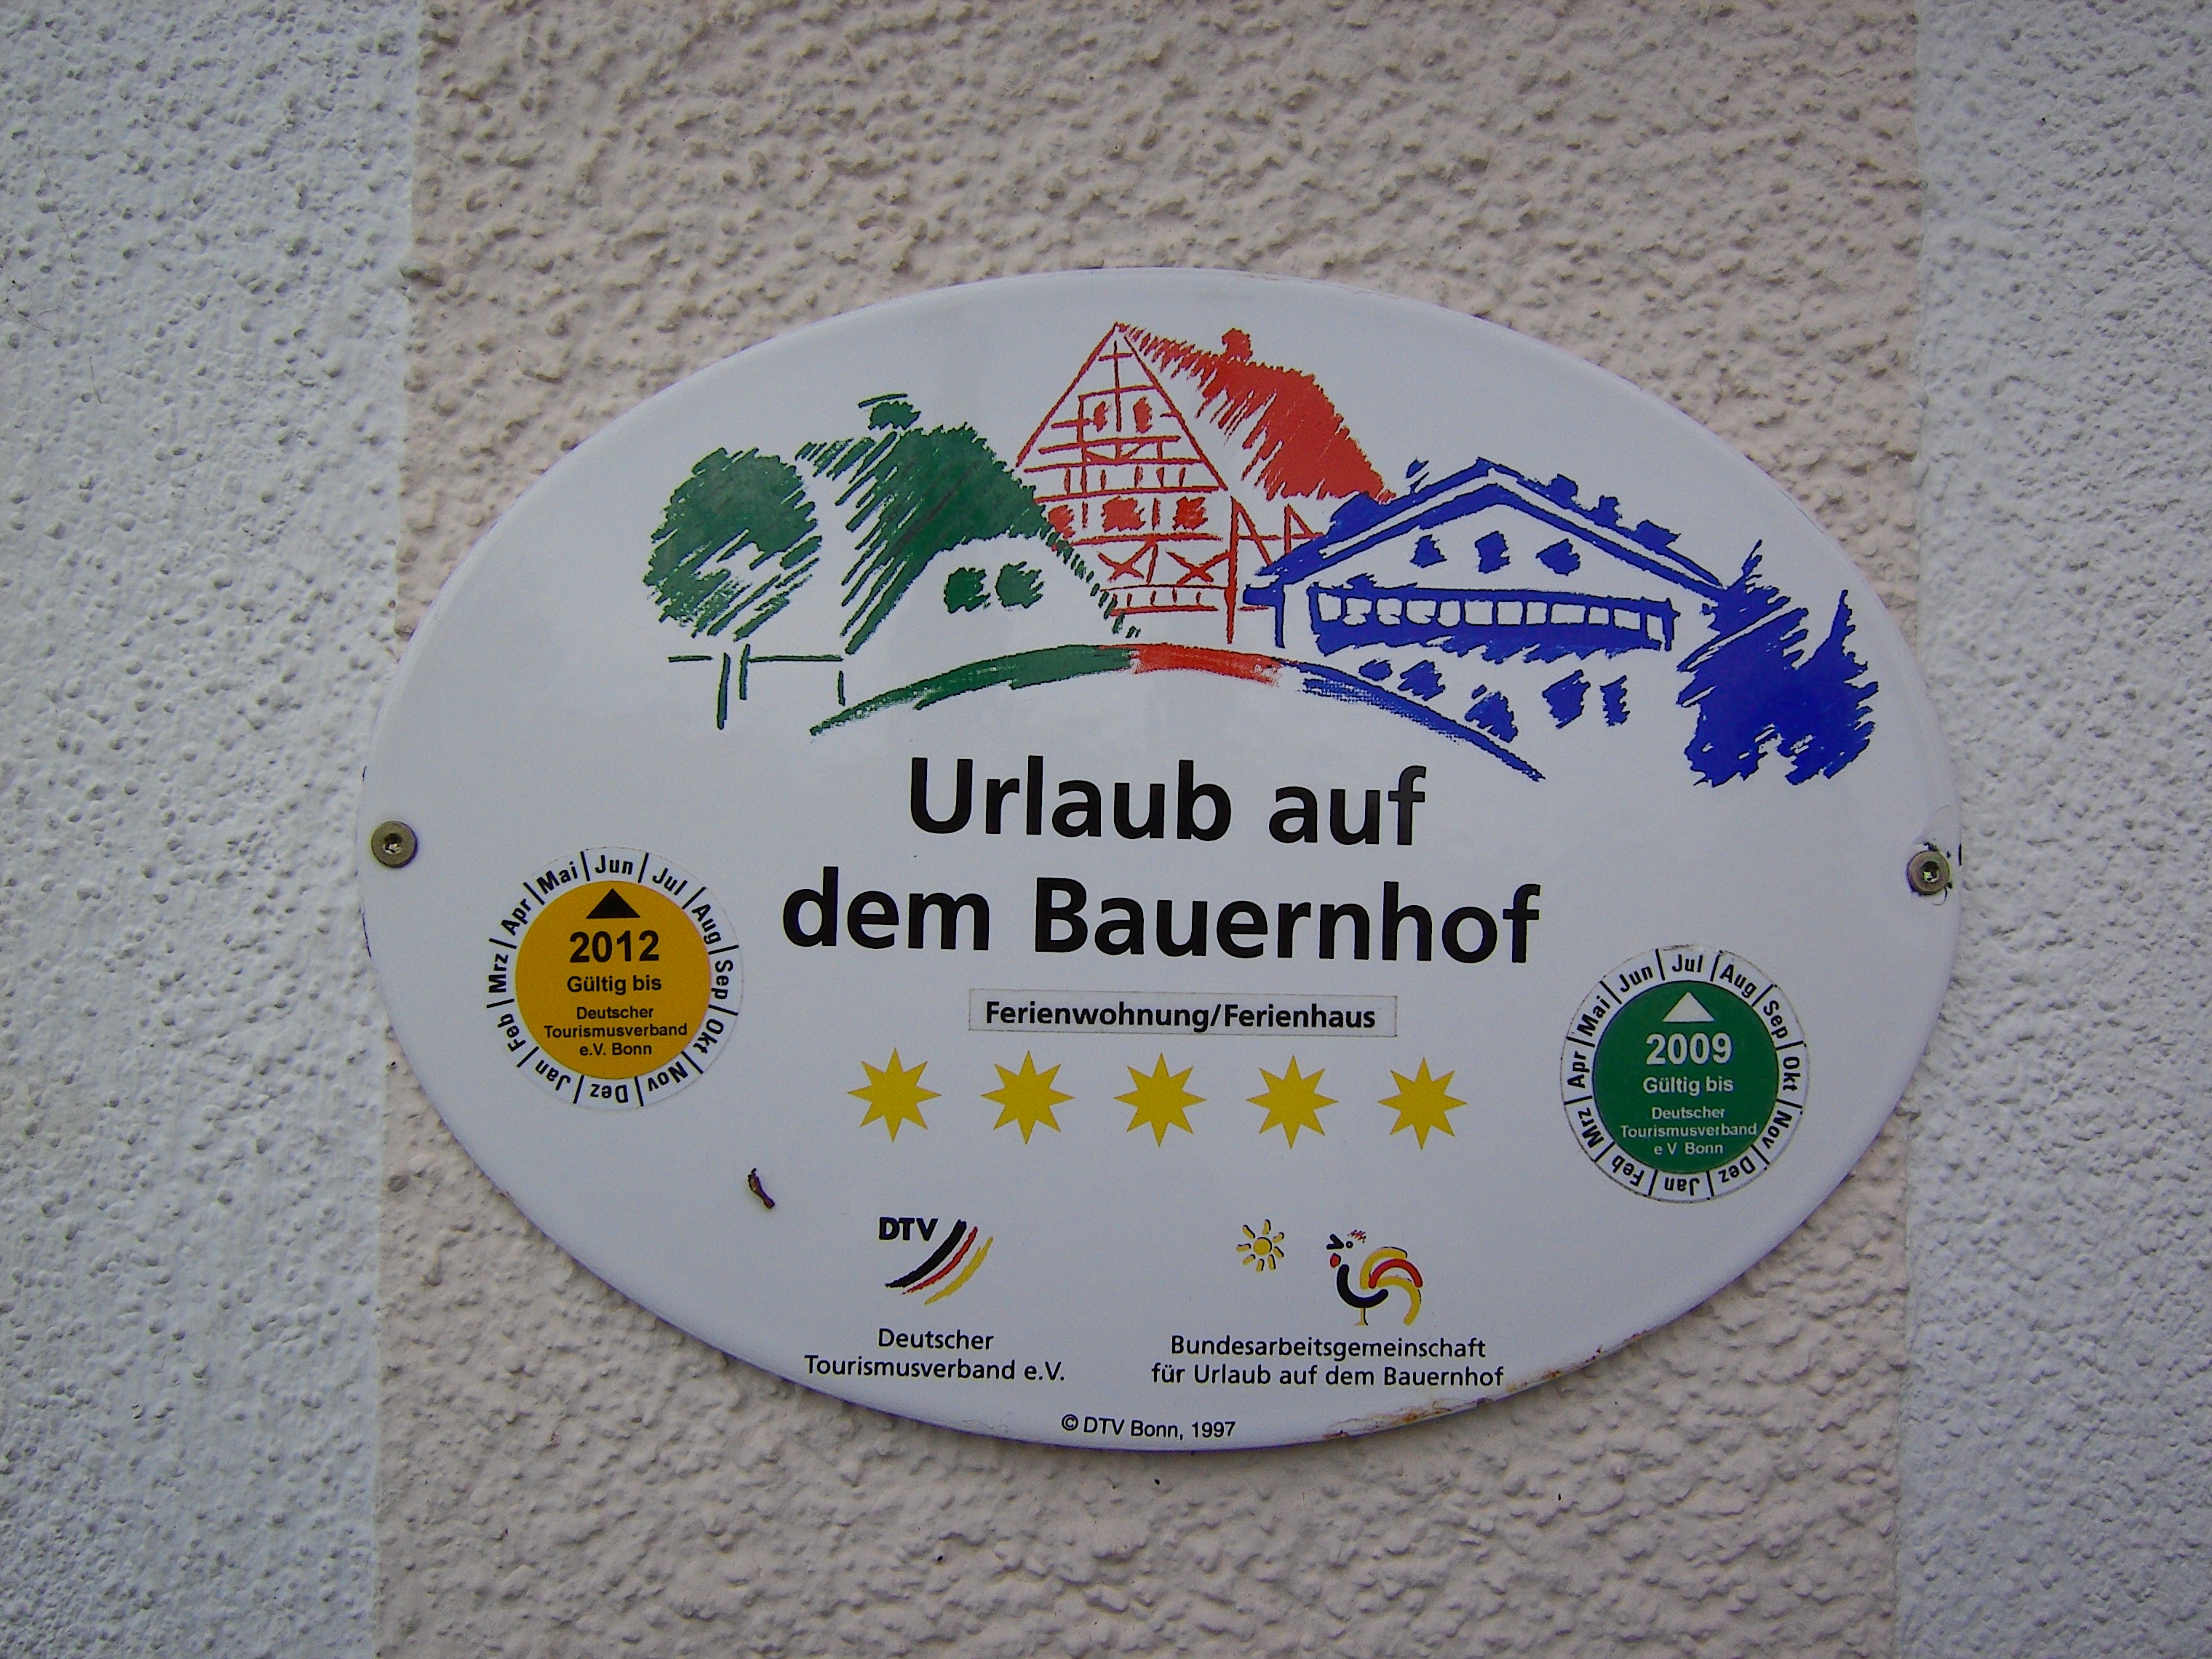 Urlaub auf
dem Bauernhof
Ferienwohnung/Ferienhaus
Jan Feb Mrz Apr Mai Jun Jul Aug Sep Okt Nov Dez
2012
Gültig bis
Deutscher
Tourismusverband
e.V. Bonn
Jan Feb Mrz Apr Mai Jun Jul Aug Sep Okt Nov Dez
2009
Gültig bis
Deutscher
Tourismusverband
e V Bonn
DTV
Deutscher
Tourismusverband e.V.
Bundesarbeitsgemeinschaft
für Urlaub auf dem Bauernhof
© DTV Bonn, 1997